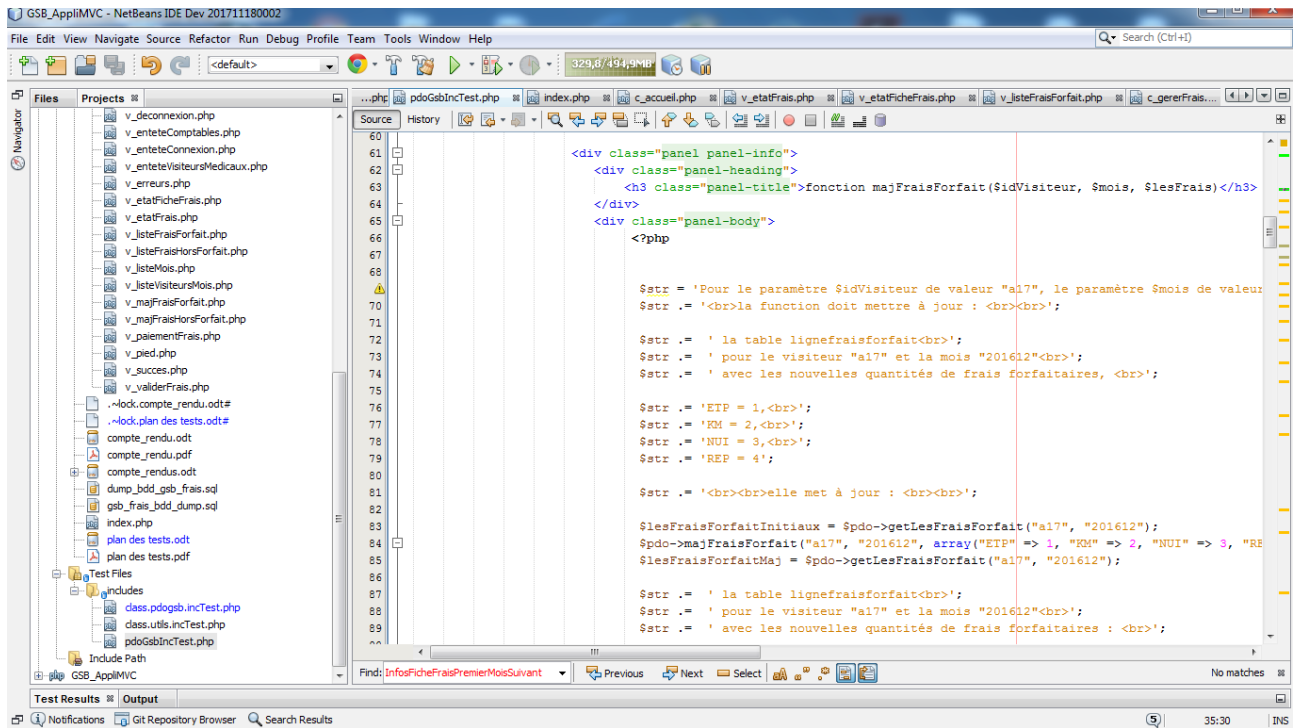 GSB_AppliMVC - NetBeans IDE Dev 201711180002
File Edit View Navigate Source Refactor Run Debug Profile Team Tools Window Help
Search (Ctrl+I)
<default>
329,8/494,9MB
Files Projects
...php pdoGsbIncTest.php index.php c_accueil.php v_etatFrais.php v_etatFicheFrais.php v_listeFraisForfait.php c_gererFrais....
Navigator
Source History
v_deconnexion.php
v_enteteComptables.php
v_enteteConnexion.php
v_enteteVisiteursMedicaux.php
v_erreurs.php
v_etatFicheFrais.php
v_etatFrais.php
v_listeFraisForfait.php
v_listeFraisHorsForfait.php
v_listeMois.php
v_listeVisiteursMois.php
v_majFraisForfait.php
v_majFraisHorsForfait.php
v_paiementFrais.php
v_pied.php
v_succes.php
v_validerFrais.php
.~lock.compte_rendu.odt#
.~lock.plan des tests.odt#
compte_rendu.odt
compte_rendu.pdf
compte_rendus.odt
dump_bdd_gsb_frais.sql
gsb_frais_bdd_dump.sql
index.php
plan des tests.odt
plan des tests.pdf
Test Files
includes
class.pdogsb.incTest.php
class.utils.incTest.php
pdoGsbIncTest.php
Include Path
GSB_AppliMVC
60
61 <div class="panel panel-info">
62 <div class="panel-heading">
63 <h3 class="panel-title">fonction majFraisForfait($idVisiteur, $mois, $lesFrais)</h3>
64 </div>
65 <div class="panel-body">
66 <?php
67
68
$str = 'Pour le paramètre $idVisiteur de valeur "a17", le paramètre $mois de valeur
70 $str .= '<br>la function doit mettre à jour : <br><br>';
71
72 $str .= ' la table lignefraisforfait<br>';
73 $str .= ' pour le visiteur "a17" et la mois "201612"<br>';
74 $str .= ' avec les nouvelles quantités de frais forfaitaires, <br>';
75
76 $str .= 'ETP = 1,<br>';
77 $str .= 'KM = 2,<br>';
78 $str .= 'NUI = 3,<br>';
79 $str .= 'REP = 4';
80
81 $str .= '<br><br>elle met à jour : <br><br>';
82
83 $lesFraisForfaitInitiaux = $pdo->getLesFraisForfait("a17", "201612");
84 $pdo->majFraisForfait("a17", "201612", array("ETP" => 1, "KM" => 2, "NUI" => 3, "RE
85 $lesFraisForfaitMaj = $pdo->getLesFraisForfait("a17", "201612");
86
87 $str .= ' la table lignefraisforfait<br>';
88 $str .= ' pour le visiteur "a17" et la mois "201612"<br>';
89 $str .= ' avec les nouvelles quantités de frais forfaitaires : <br>';
Find: InfosFicheFraisPremierMoisSuivant Previous Next Select No matches
Test Results Output
Notifications Git Repository Browser Search Results
5 35:30 INS